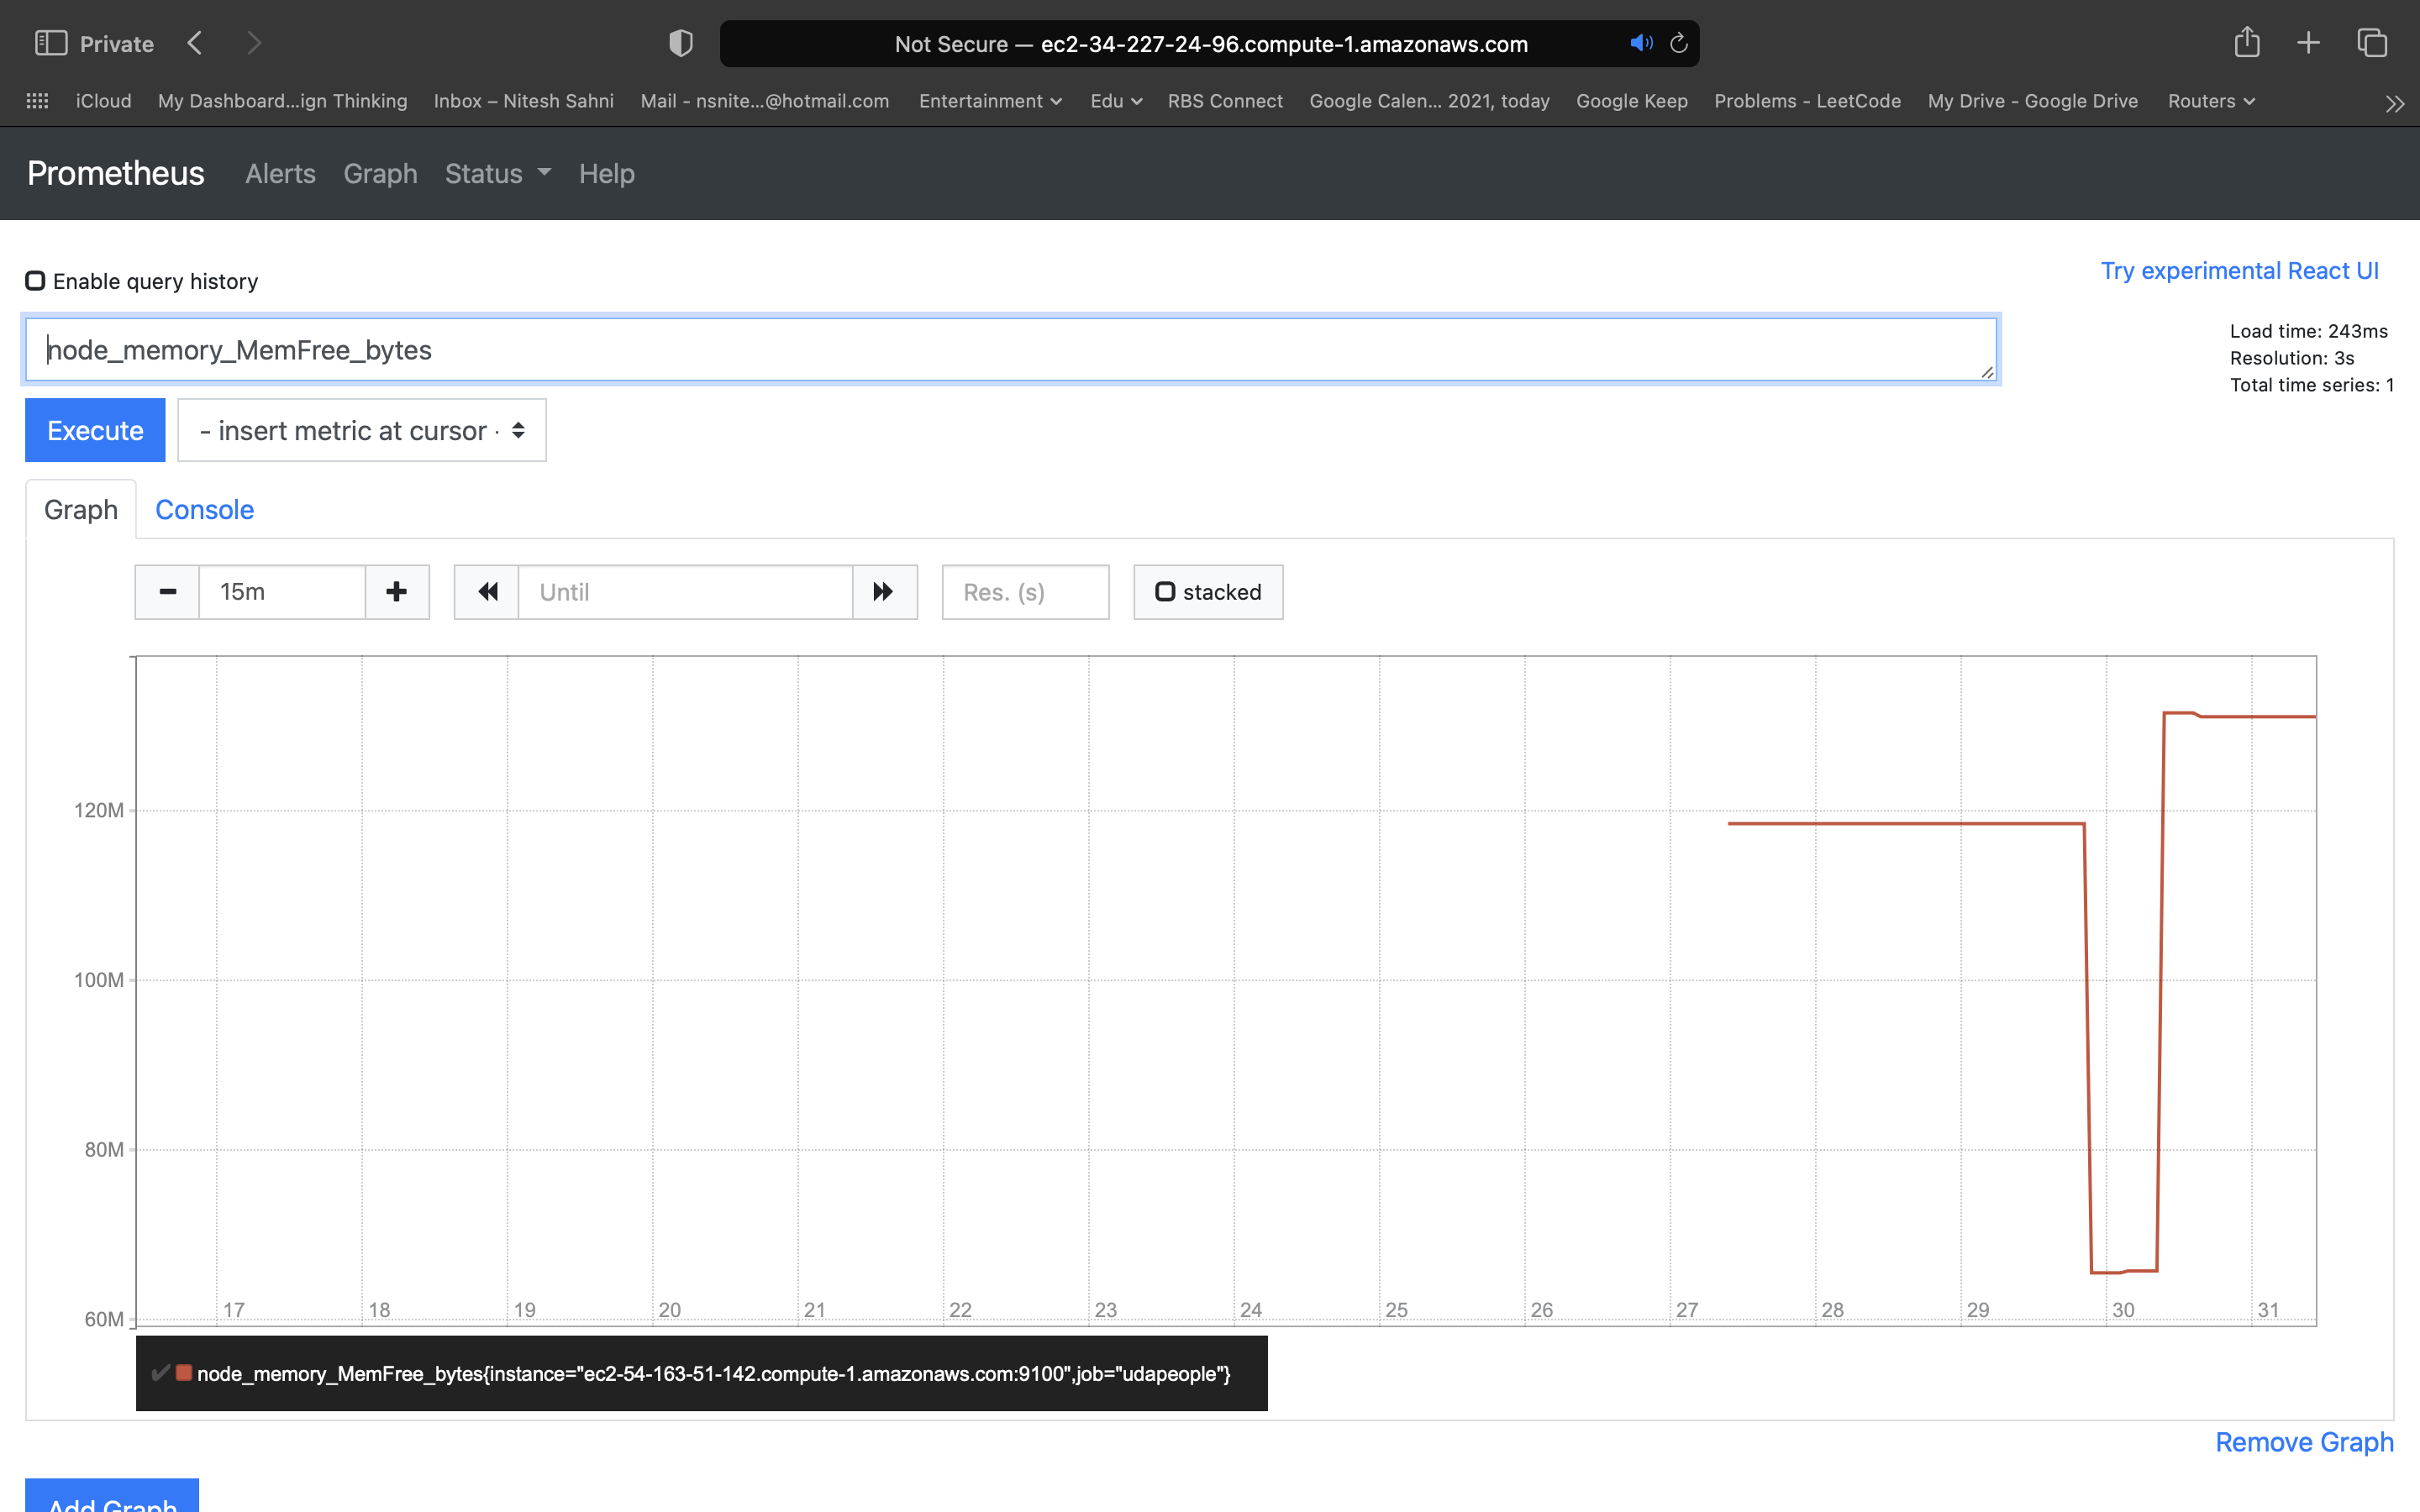 Private
Not Secure — ec2-34-227-24-96.compute-1.amazonaws.com
iCloud My Dashboard...ign Thinking Inbox – Nitesh Sahni Mail - nsnite...@hotmail.com Entertainment Edu RBS Connect Google Calen... 2021, today Google Keep Problems - LeetCode My Drive - Google Drive Routers
Prometheus Alerts Graph Status Help
Enable query history
Try experimental React UI
node_memory_MemFree_bytes
Load time: 243ms
Resolution: 3s
Total time series: 1
Execute
- insert metric at cursor -
Graph Console
15m
Until
Res. (s)
stacked
120M
100M
80M
60M
17 18 19 20 21 22 23 24 25 26 27 28 29 30 31
node_memory_MemFree_bytes{instance="ec2-54-163-51-142.compute-1.amazonaws.com:9100",job="udapeople"}
Remove Graph
Add Graph